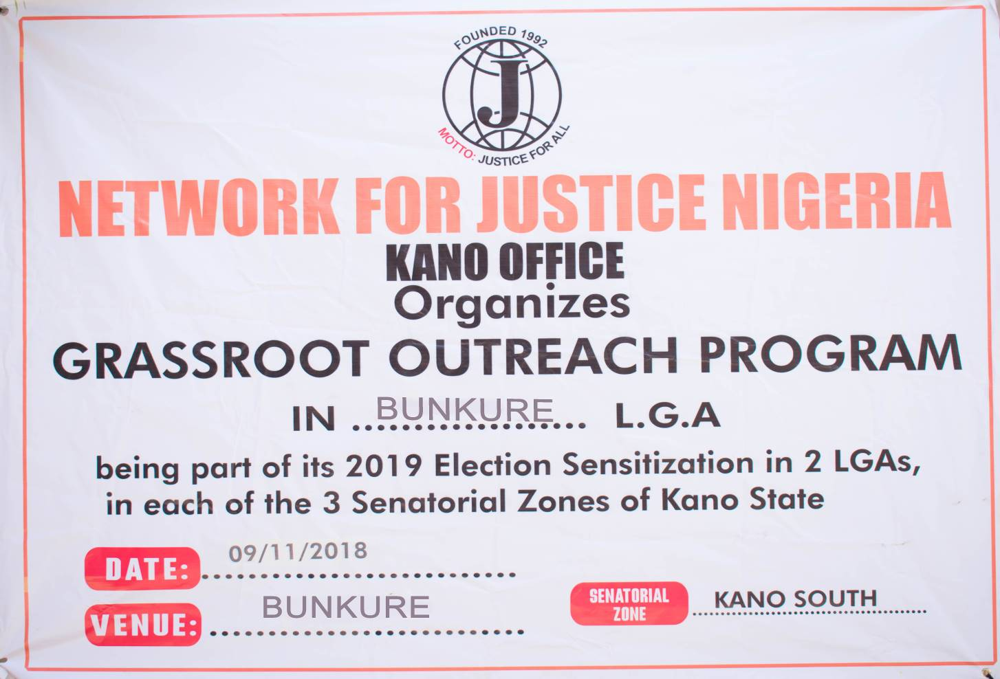 FOUNDED 1992
J
MOTTO: JUSTICE FOR ALL
NETWORK FOR JUSTICE NIGERIA
KANO OFFICE
Organizes
GRASSROOT OUTREACH PROGRAM
IN ...BUNKURE... L.G.A
being part of its 2019 Election Sensitization in 2 LGAs,
in each of the 3 Senatorial Zones of Kano State
DATE: 09/11/2018
VENUE: BUNKURE
SENATORIAL ZONE KANO SOUTH